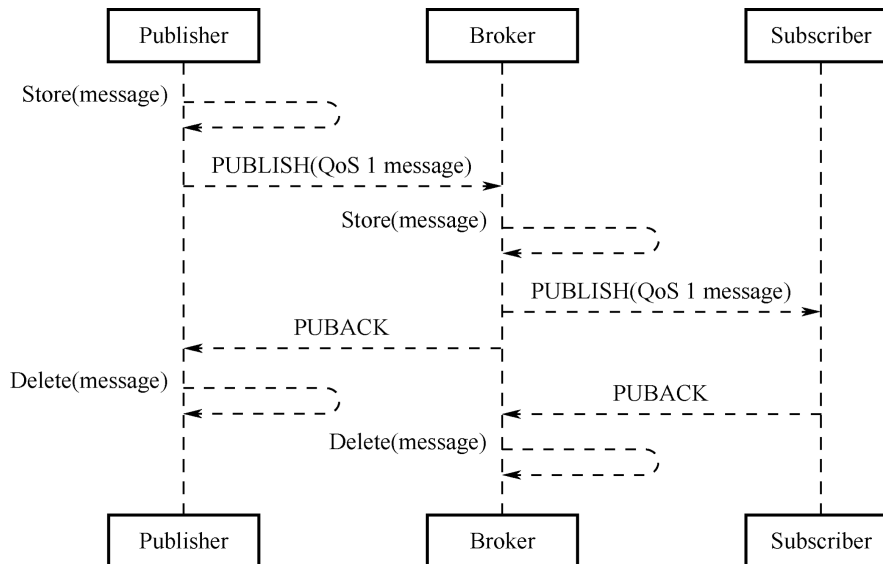 Publisher
Broker
Subscriber
Store(message)
PUBLISH(QoS 1 message)
Store(message)
PUBLISH(QoS 1 message)
PUBACK
Delete(message)
PUBACK
Delete(message)
Publisher
Broker
Subscriber